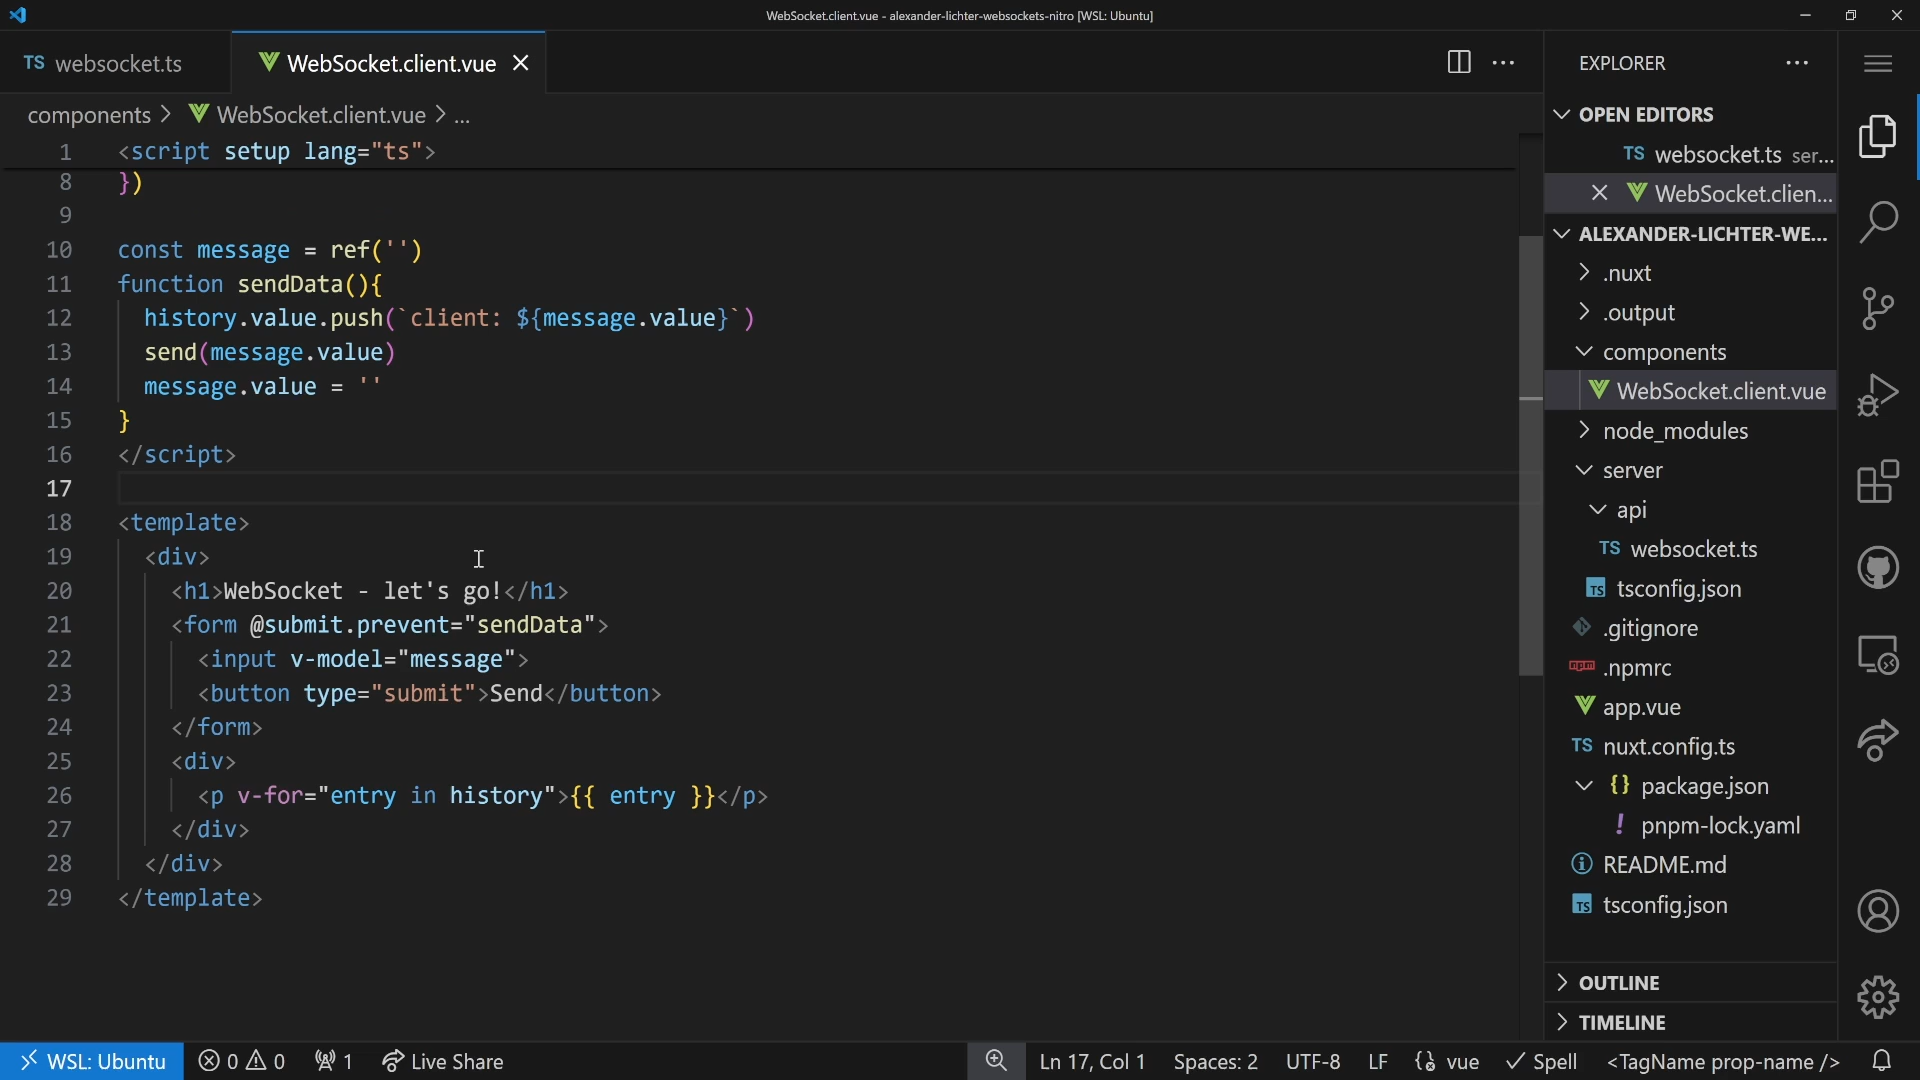 WebSocket.client.vue - alexander-lichter-websockets-nitro [WSL: Ubuntu]
TS websocket.ts
WebSocket.client.vue
components > WebSocket.client.vue > ...
1 <script setup lang="ts">
8 })
9
10 const message = ref('')
11 function sendData(){
12 history.value.push(`client: ${message.value}`)
13 send(message.value)
14 message.value = ''
15 }
16 </script>
17
18 <template>
19 <div>
20 <h1>WebSocket - let's go!</h1>
21 <form @submit.prevent="sendData">
22 <input v-model="message">
23 <button type="submit">Send</button>
24 </form>
25 <div>
26 <p v-for="entry in history">{{ entry }}</p>
27 </div>
28 </div>
29 </template>
EXPLORER
OPEN EDITORS
TS websocket.ts ser...
WebSocket.clien...
ALEXANDER-LICHTER-WE...
.nuxt
.output
components
WebSocket.client.vue
node_modules
server
api
TS websocket.ts
TS tsconfig.json
.gitignore
npm .npmrc
app.vue
TS nuxt.config.ts
{} package.json
! pnpm-lock.yaml
README.md
TS tsconfig.json
OUTLINE
TIMELINE
WSL: Ubuntu 0 0 1 Live Share Ln 17, Col 1 Spaces: 2 UTF-8 LF vue Spell <TagName prop-name />